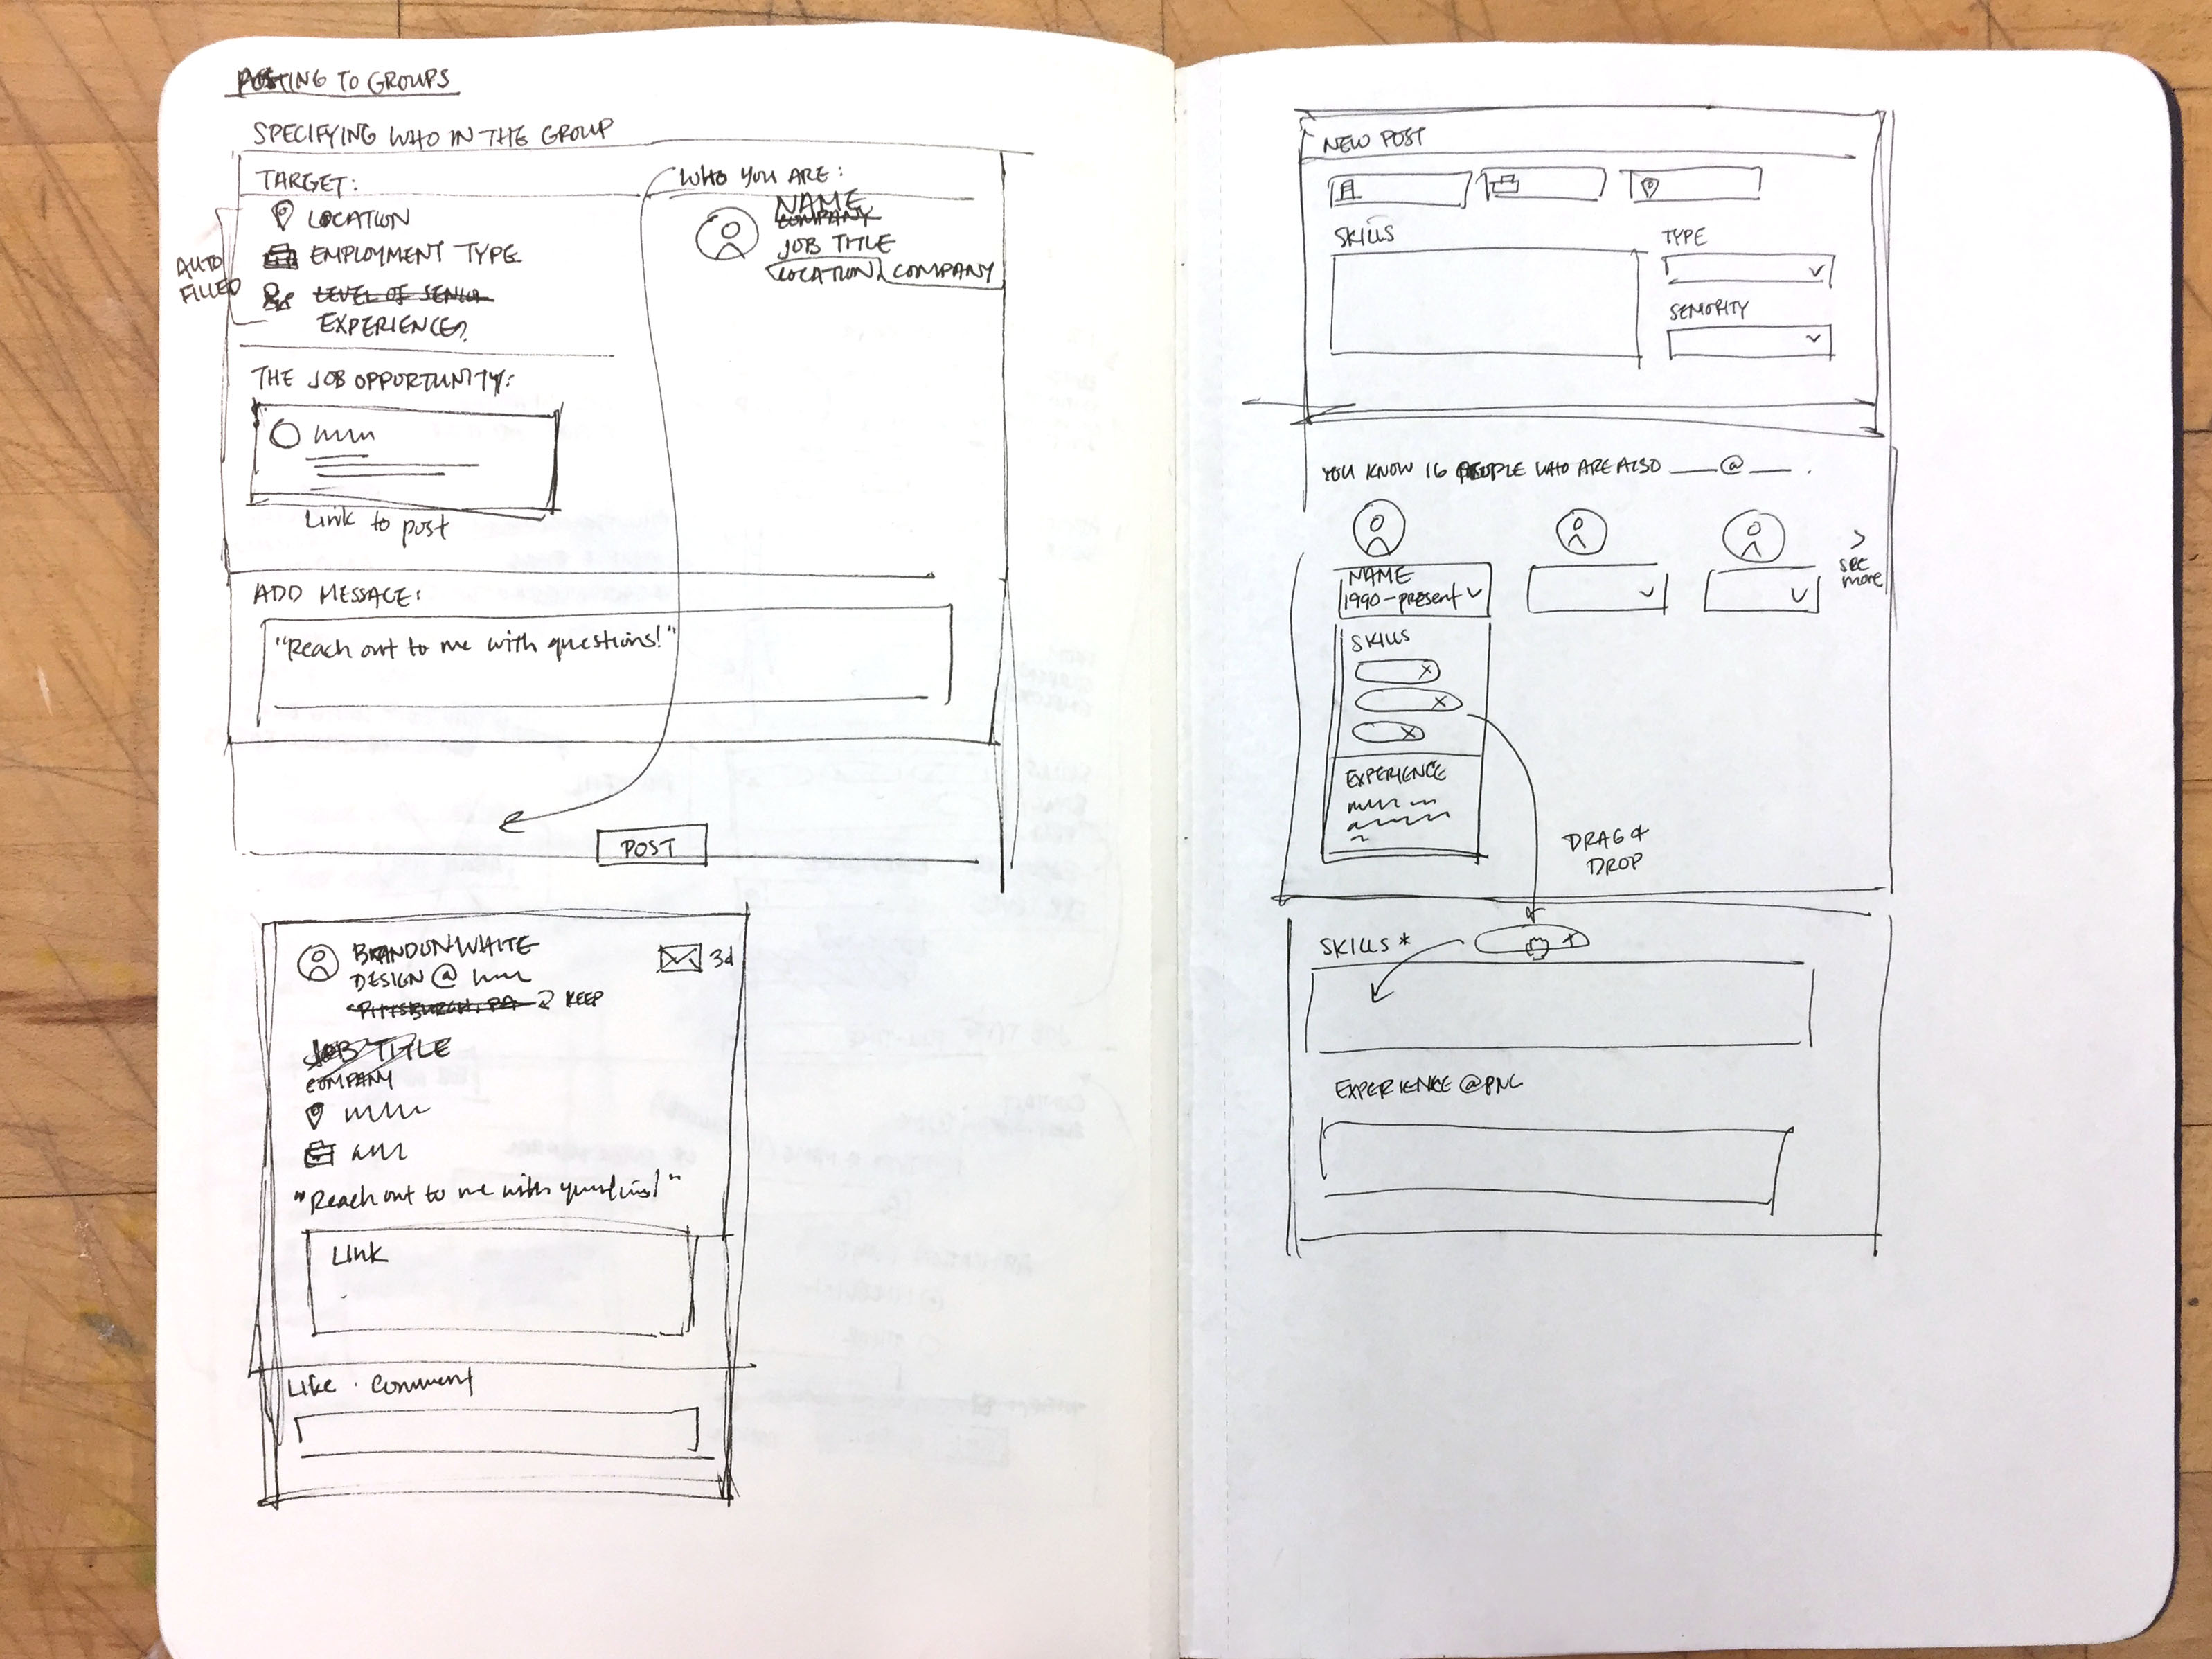 POSTING TO GROUPS
SPECIFYING WHO IN THE GROUP
TARGET:
LOCATION
EMPLOYMENT TYPE
LEVEL OF SENIOR
EXPERIENCE?
AUTO
FILLED
WHO YOU ARE:
NAME
COMPANY
JOB TITLE
LOCATION COMPANY
THE JOB OPPORTUNITY:
Link to post
ADD MESSAGE:
"Reach out to me with questions!"
POST
BRANDON WHITE 3d
DESIGN @
PITTSBURGH, PA KEEP
JOB TITLE
COMPANY
"Reach out to me with questions!"
Link
Like · Comment
NEW POST
SKILLS
TYPE
SENIORITY
YOU KNOW 16 PEOPLE WHO ARE ALSO ___ @ ___ .
> see more
NAME
1990 - present
SKILLS
x
x
x
EXPERIENCE
DRAG &
DROP
SKILLS * x
EXPERIENCE @ PNC